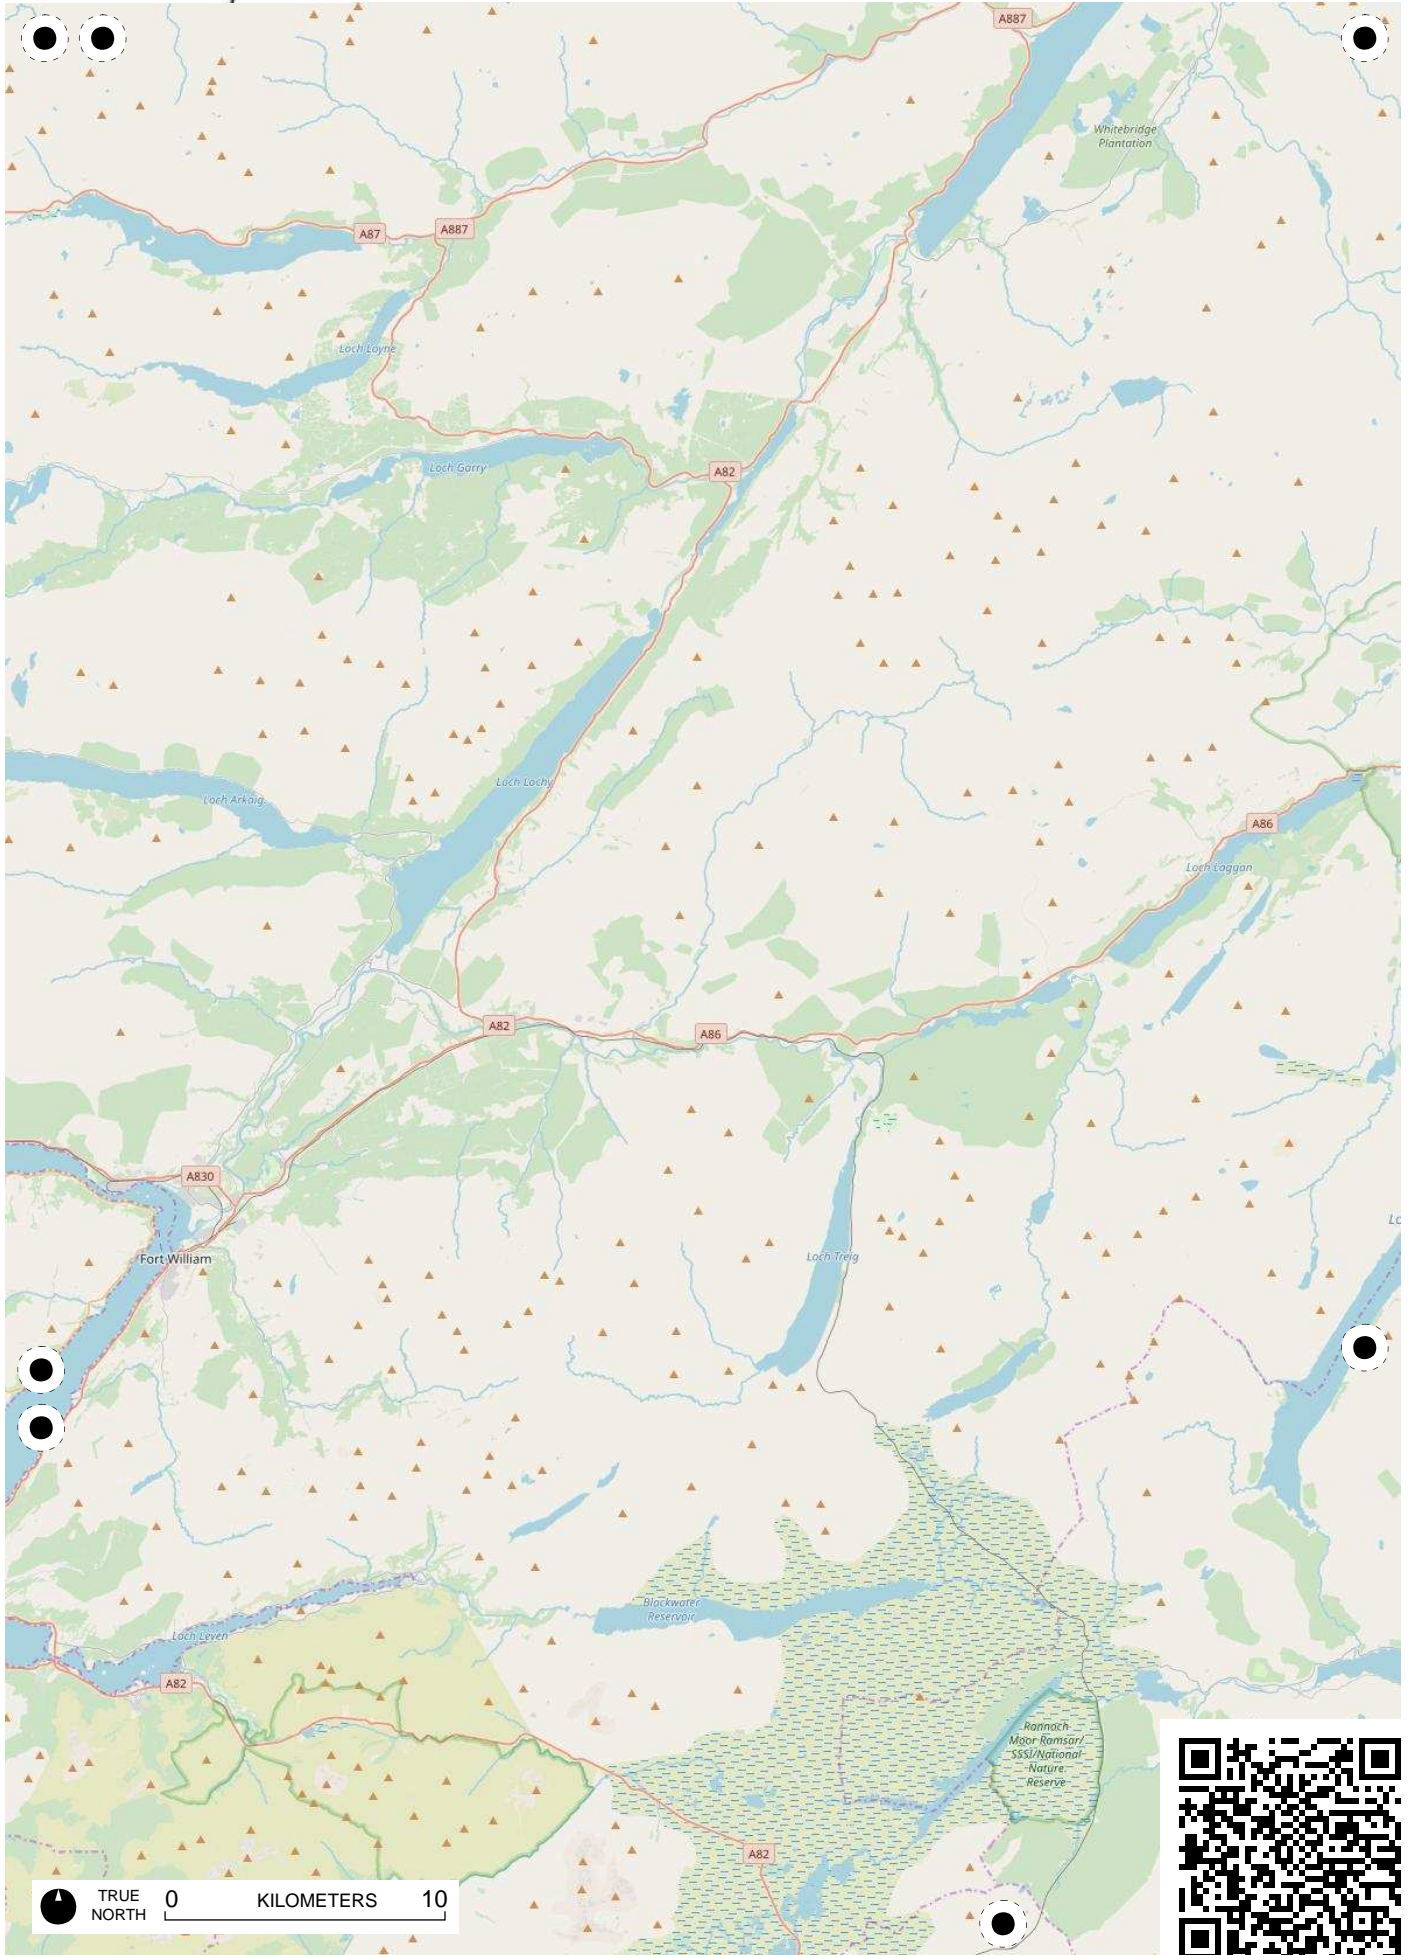 A887
Whitebridge
Plantation
A87
A887
Loch Loyne
Loch Garry
A82
Loch Lochy
Loch Arkaig
A86
Loch Laggan
A82
A86
A830
Fort William
Loch Treig
Lo
Blackwater
Reservoir
Loch Leven
A82
Rannoch
Moor Ramsar/
SSSI/National
Nature
Reserve
A82
TRUE
NORTH
0 KILOMETERS 10